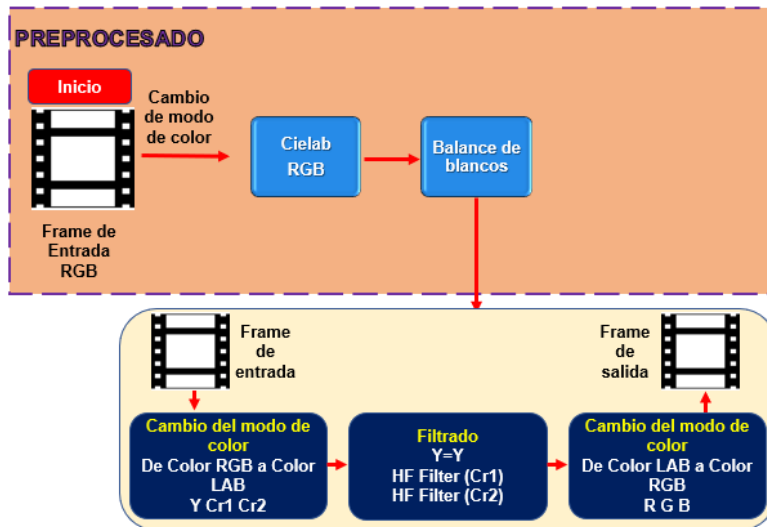 PREPROCESADO
Inicio
Cambio
de modo
de color
Cielab
RGB
Balance de
blancos
Frame de
Entrada
RGB
Frame
de
entrada
Frame
de
salida
Cambio del modo de
color
De Color RGB a Color
LAB
Y Cr1 Cr2
Filtrado
Y=Y
HF Filter (Cr1)
HF Filter (Cr2)
Cambio del modo de
color
De Color LAB a Color
RGB
R G B